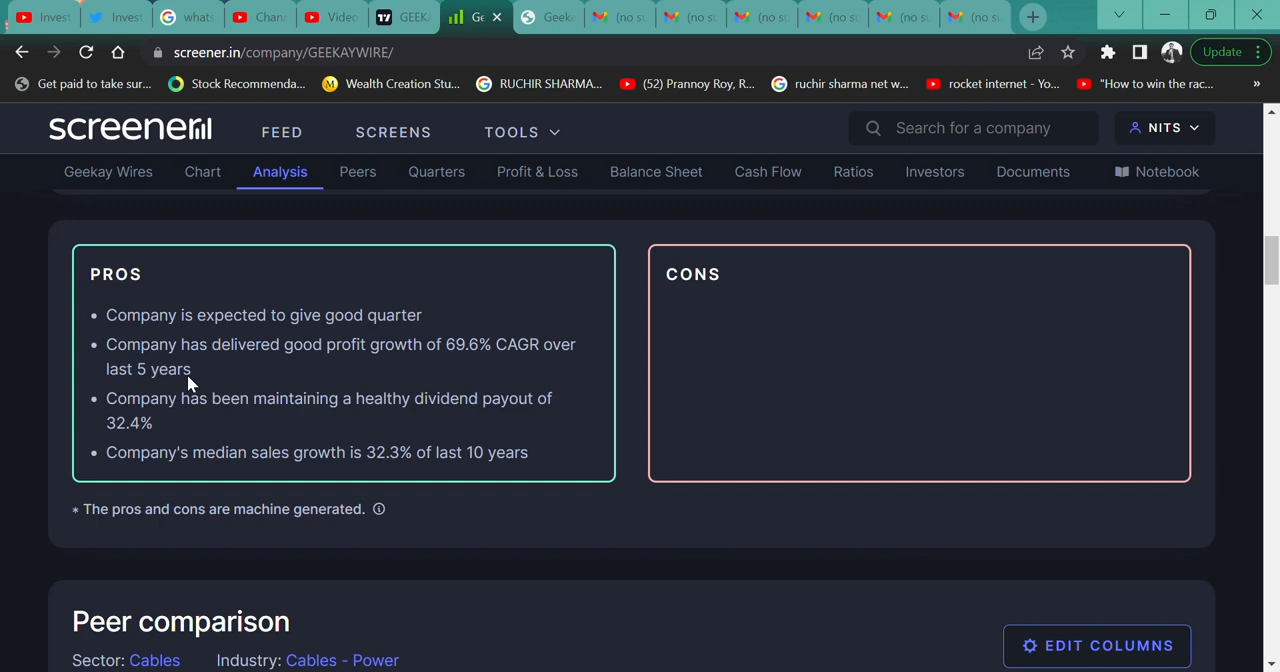 Invest
Invest
whats
Chann
Video
GEEKA
Ge
Geeka
(no su
(no su
(no su
(no su
(no su
(no su
screener.in/company/GEEKAYWIRE/
Update
Get paid to take sur...
Stock Recommenda...
Wealth Creation Stu...
RUCHIR SHARMA...
(52) Prannoy Roy, R...
ruchir sharma net w...
rocket internet - Yo...
"How to win the rac...
»
screener
FEED
SCREENS
TOOLS
Search for a company
NITS
Geekay Wires
Chart
Analysis
Peers
Quarters
Profit & Loss
Balance Sheet
Cash Flow
Ratios
Investors
Documents
Notebook
PROS
• Company is expected to give good quarter
• Company has delivered good profit growth of 69.6% CAGR over
last 5 years
• Company has been maintaining a healthy dividend payout of
32.4%
• Company's median sales growth is 32.3% of last 10 years
CONS
* The pros and cons are machine generated.
Peer comparison
Sector: Cables Industry: Cables - Power
EDIT COLUMNS